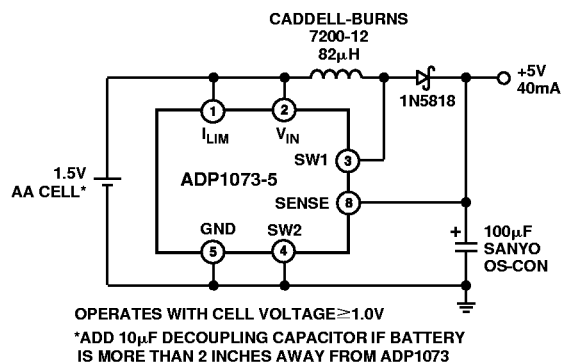 CADDELL-BURNS
7200-12
82μH
+5V
40mA
1N5818
1
2
I_LIM
V_IN
SW1
3
1.5V
AA CELL*
ADP1073-5
SENSE
8
GND
SW2
5
4
+
100μF
SANYO
OS-CON
OPERATES WITH CELL VOLTAGE≥1.0V
*ADD 10μF DECOUPLING CAPACITOR IF BATTERY
IS MORE THAN 2 INCHES AWAY FROM ADP1073